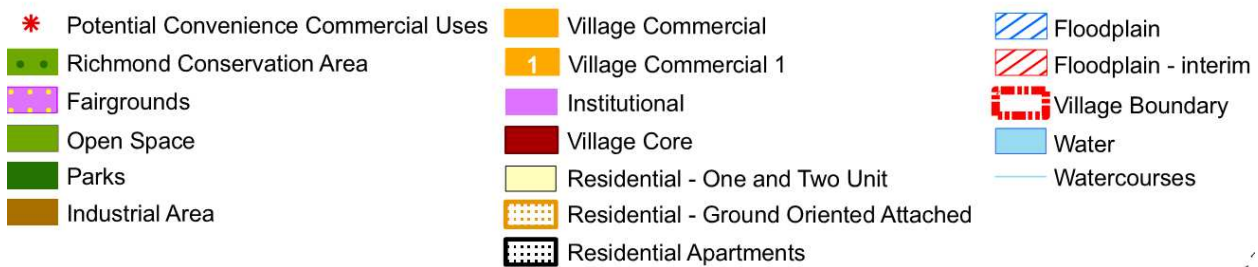 Potential Convenience Commercial Uses
Richmond Conservation Area
Fairgrounds
Open Space
Parks
Industrial Area
Village Commercial
1 Village Commercial 1
Institutional
Village Core
Residential - One and Two Unit
Residential - Ground Oriented Attached
Residential Apartments
Floodplain
Floodplain - interim
Village Boundary
Water
Watercourses